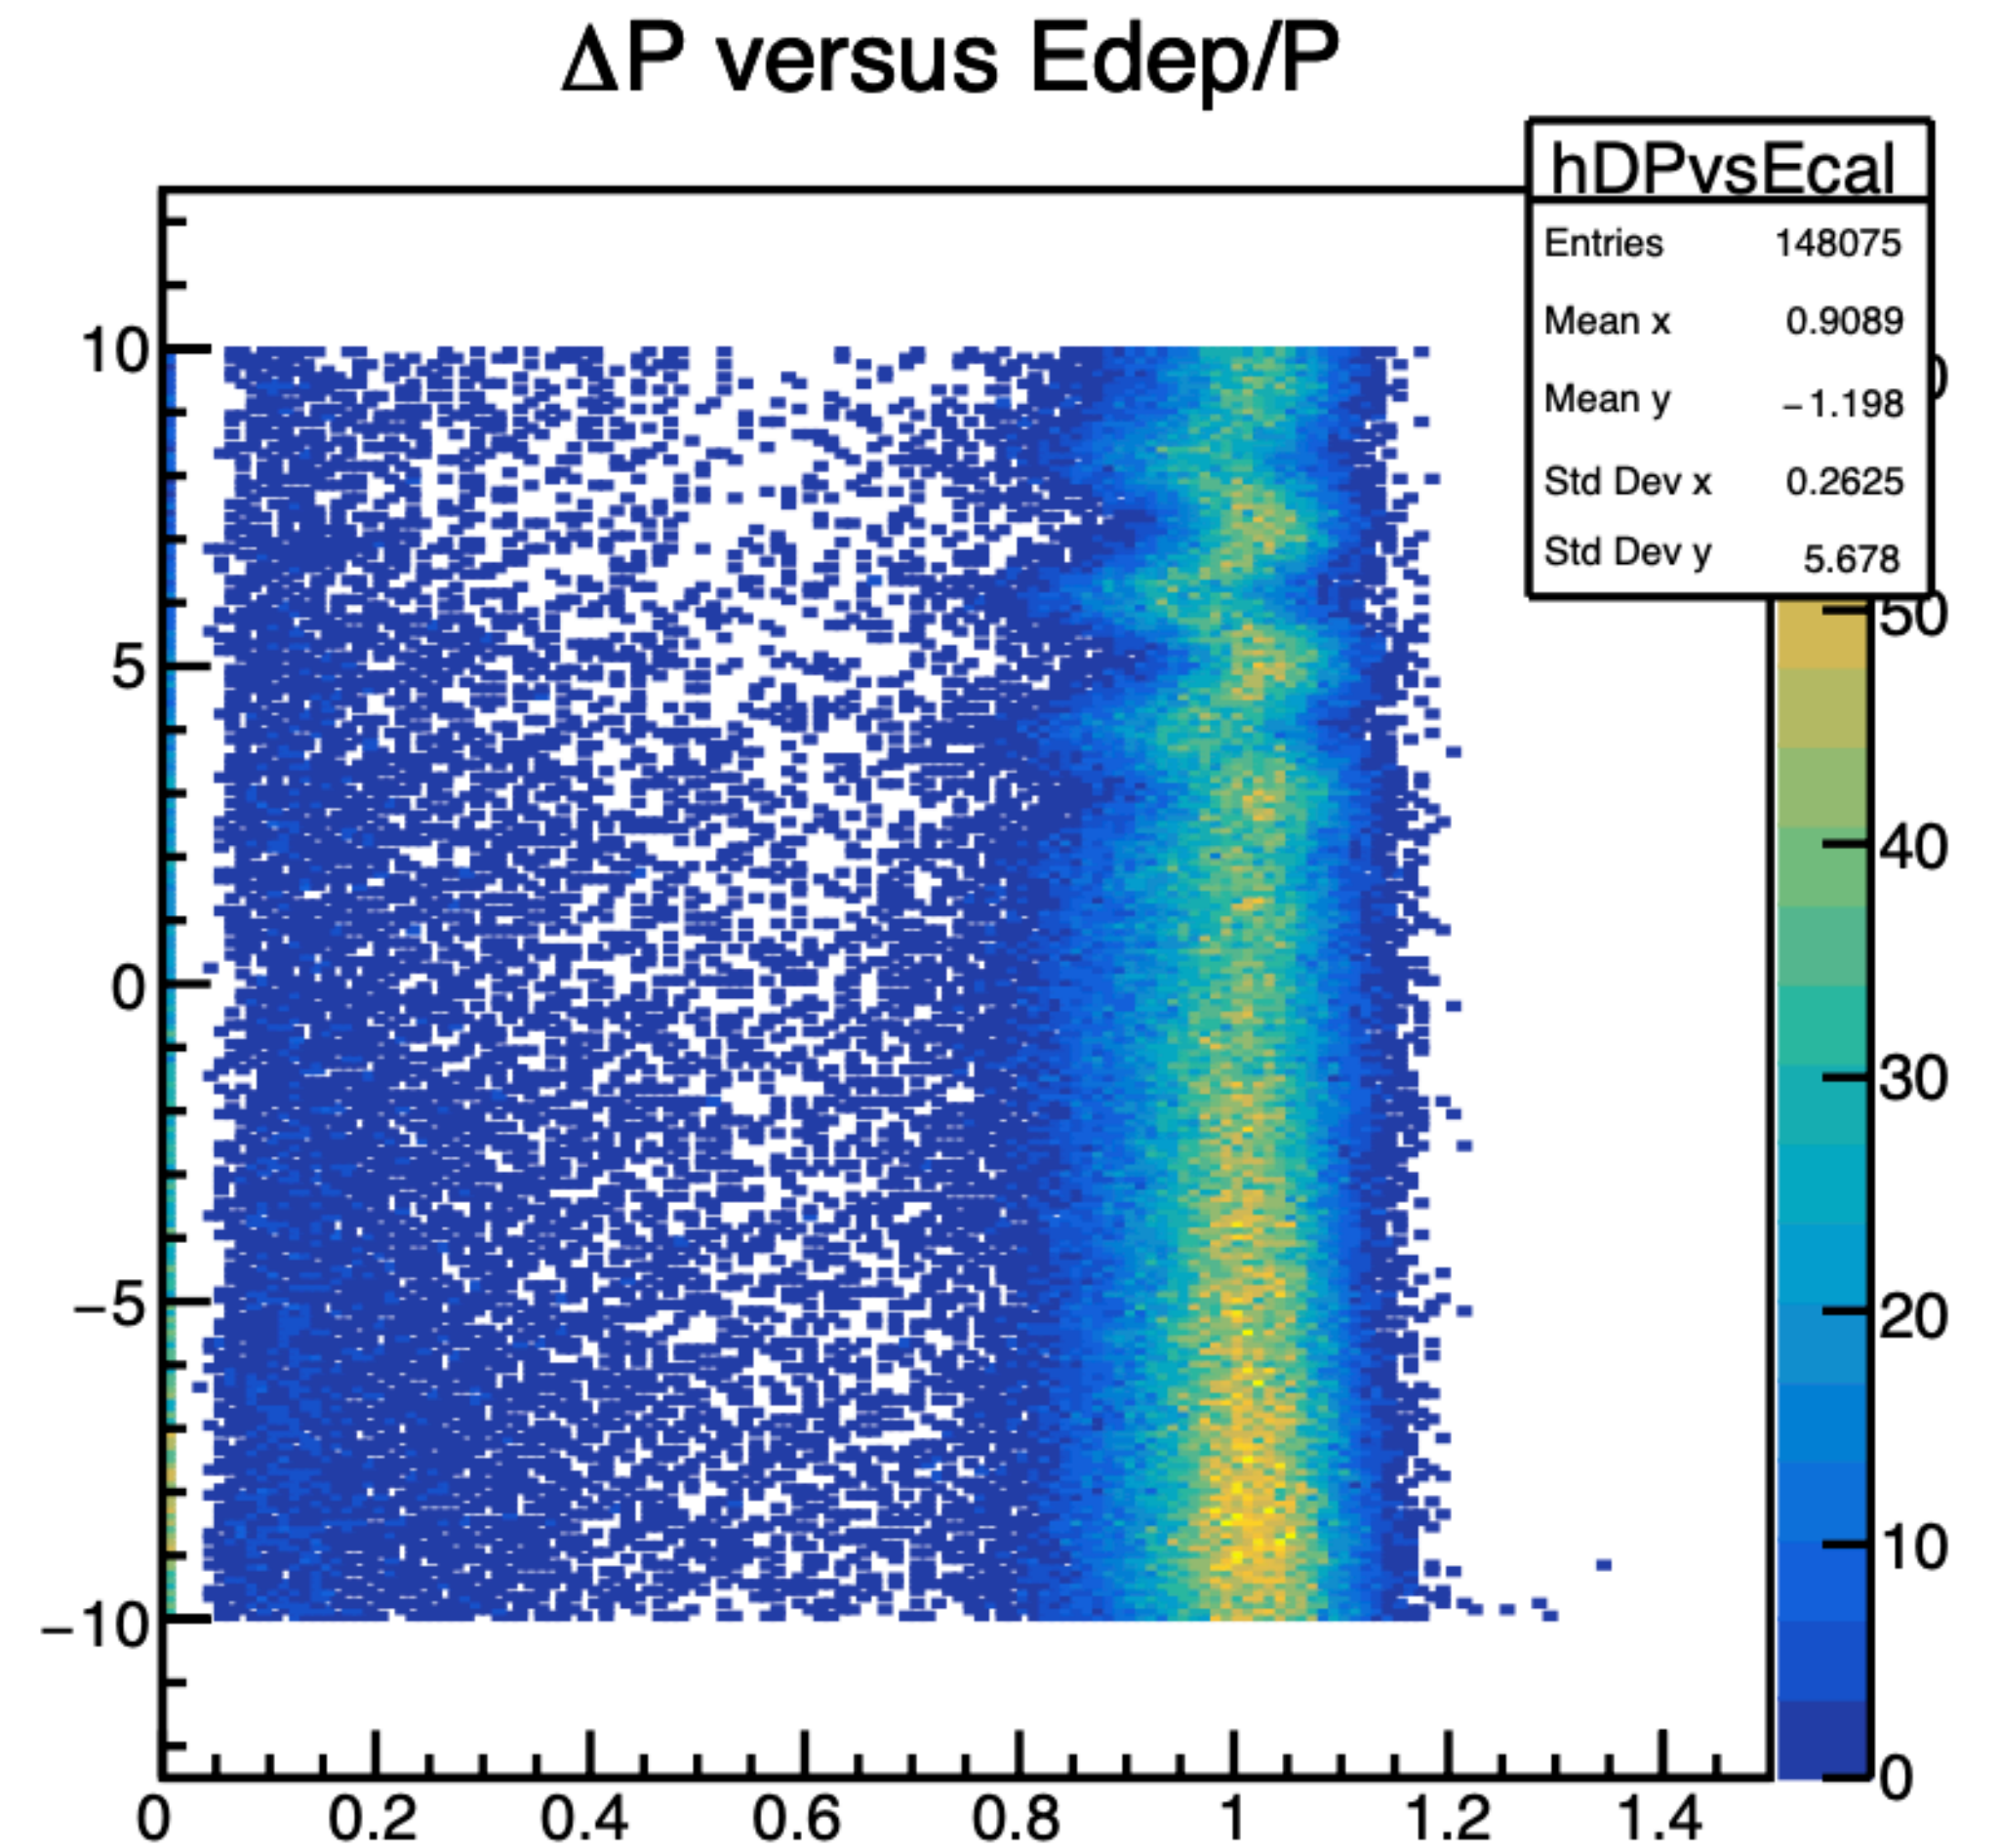 ΔP versus Edep/P
hDPvsEcal
Entries 148075
Mean x 0.9089
Mean y −1.198
Std Dev x 0.2625
Std Dev y 5.678
10
5
0
−5
−10
0 0.2 0.4 0.6 0.8 1 1.2 1.4
50
40
30
20
10
0